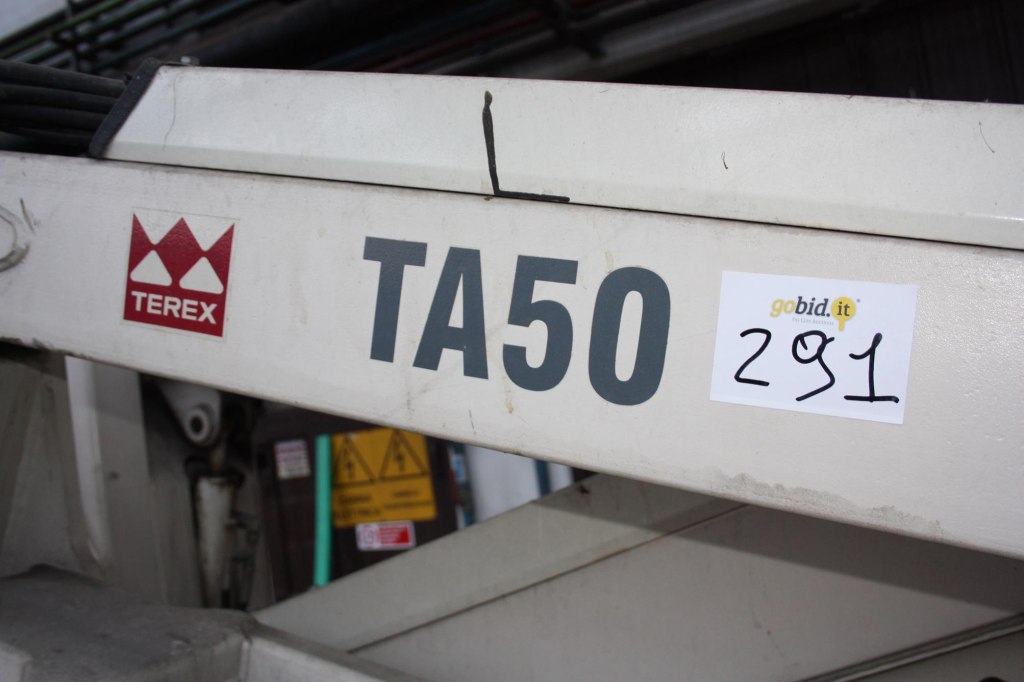 TEREX
TA50
gobid.it
291